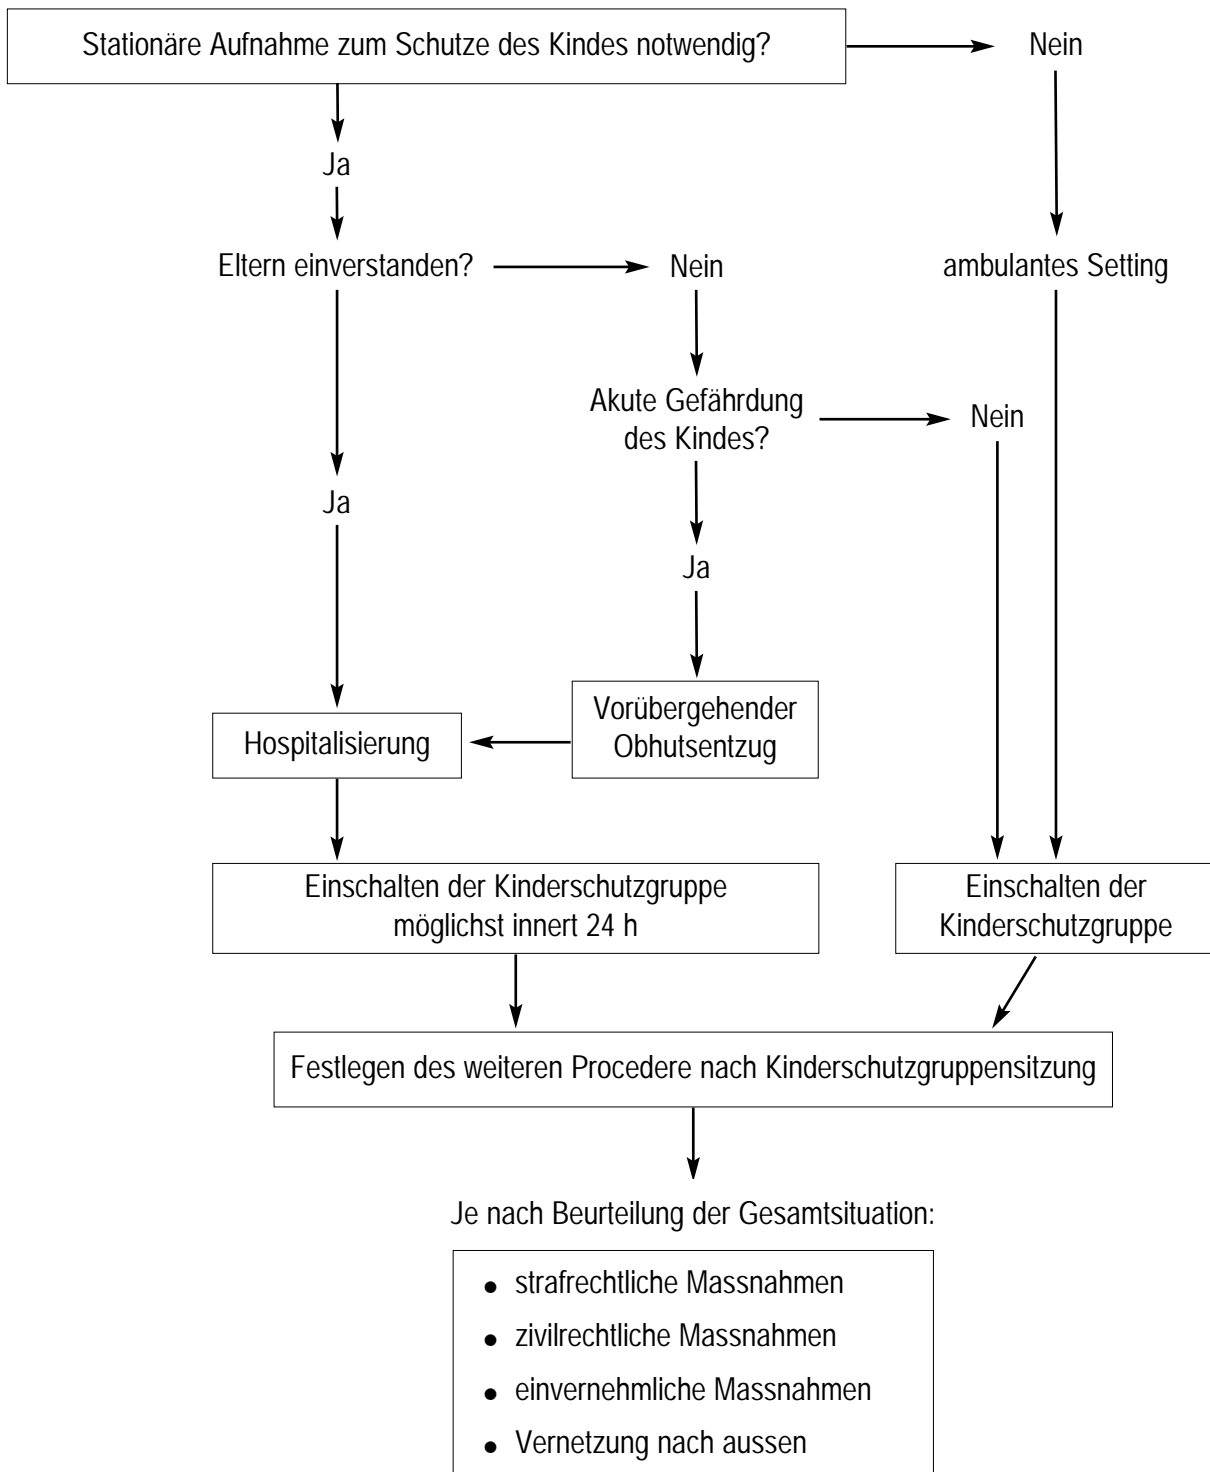 Stationäre Aufnahme zum Schutze des Kindes notwendig?
Nein
Ja
Eltern einverstanden?
Nein
ambulantes Setting
Akute Gefährdung
des Kindes?
Nein
Ja
Ja
Vorübergehender
Obhutsentzug
Hospitalisierung
Einschalten der Kinderschutzgruppe
möglichst innert 24 h
Einschalten der
Kinderschutzgruppe
Festlegen des weiteren Procedere nach Kinderschutzgruppensitzung
Je nach Beurteilung der Gesamtsituation:
● strafrechtliche Massnahmen
● zivilrechtliche Massnahmen
● einvernehmliche Massnahmen
● Vernetzung nach aussen